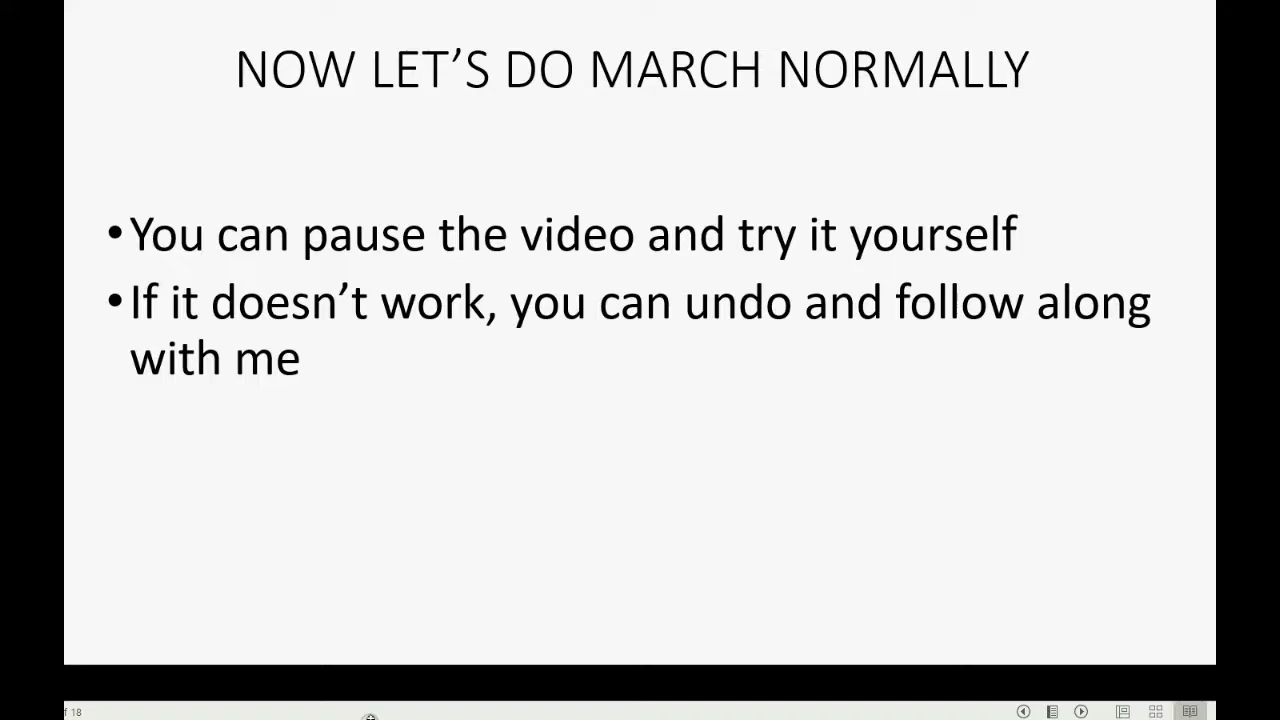 NOW LET’S DO MARCH NORMALLY
•You can pause the video and try it yourself
•If it doesn’t work, you can undo and follow along
with me
f 18